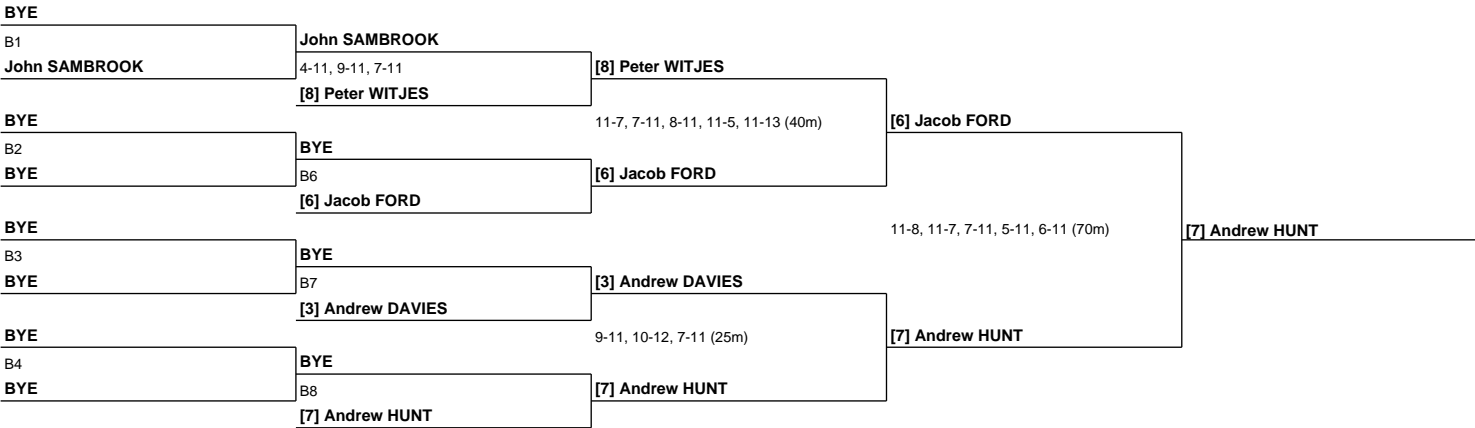 BYE
B1
John SAMBROOK
BYE
B2
BYE
BYE
B3
BYE
BYE
B4
BYE
John SAMBROOK
4-11, 9-11, 7-11
[8] Peter WITJES
BYE
B6
[6] Jacob FORD
BYE
B7
[3] Andrew DAVIES
BYE
B8
[7] Andrew HUNT
[8] Peter WITJES
11-7, 7-11, 8-11, 11-5, 11-13 (40m)
[6] Jacob FORD
[3] Andrew DAVIES
9-11, 10-12, 7-11 (25m)
[7] Andrew HUNT
[6] Jacob FORD
11-8, 11-7, 7-11, 5-11, 6-11 (70m)
[7] Andrew HUNT
[7] Andrew HUNT